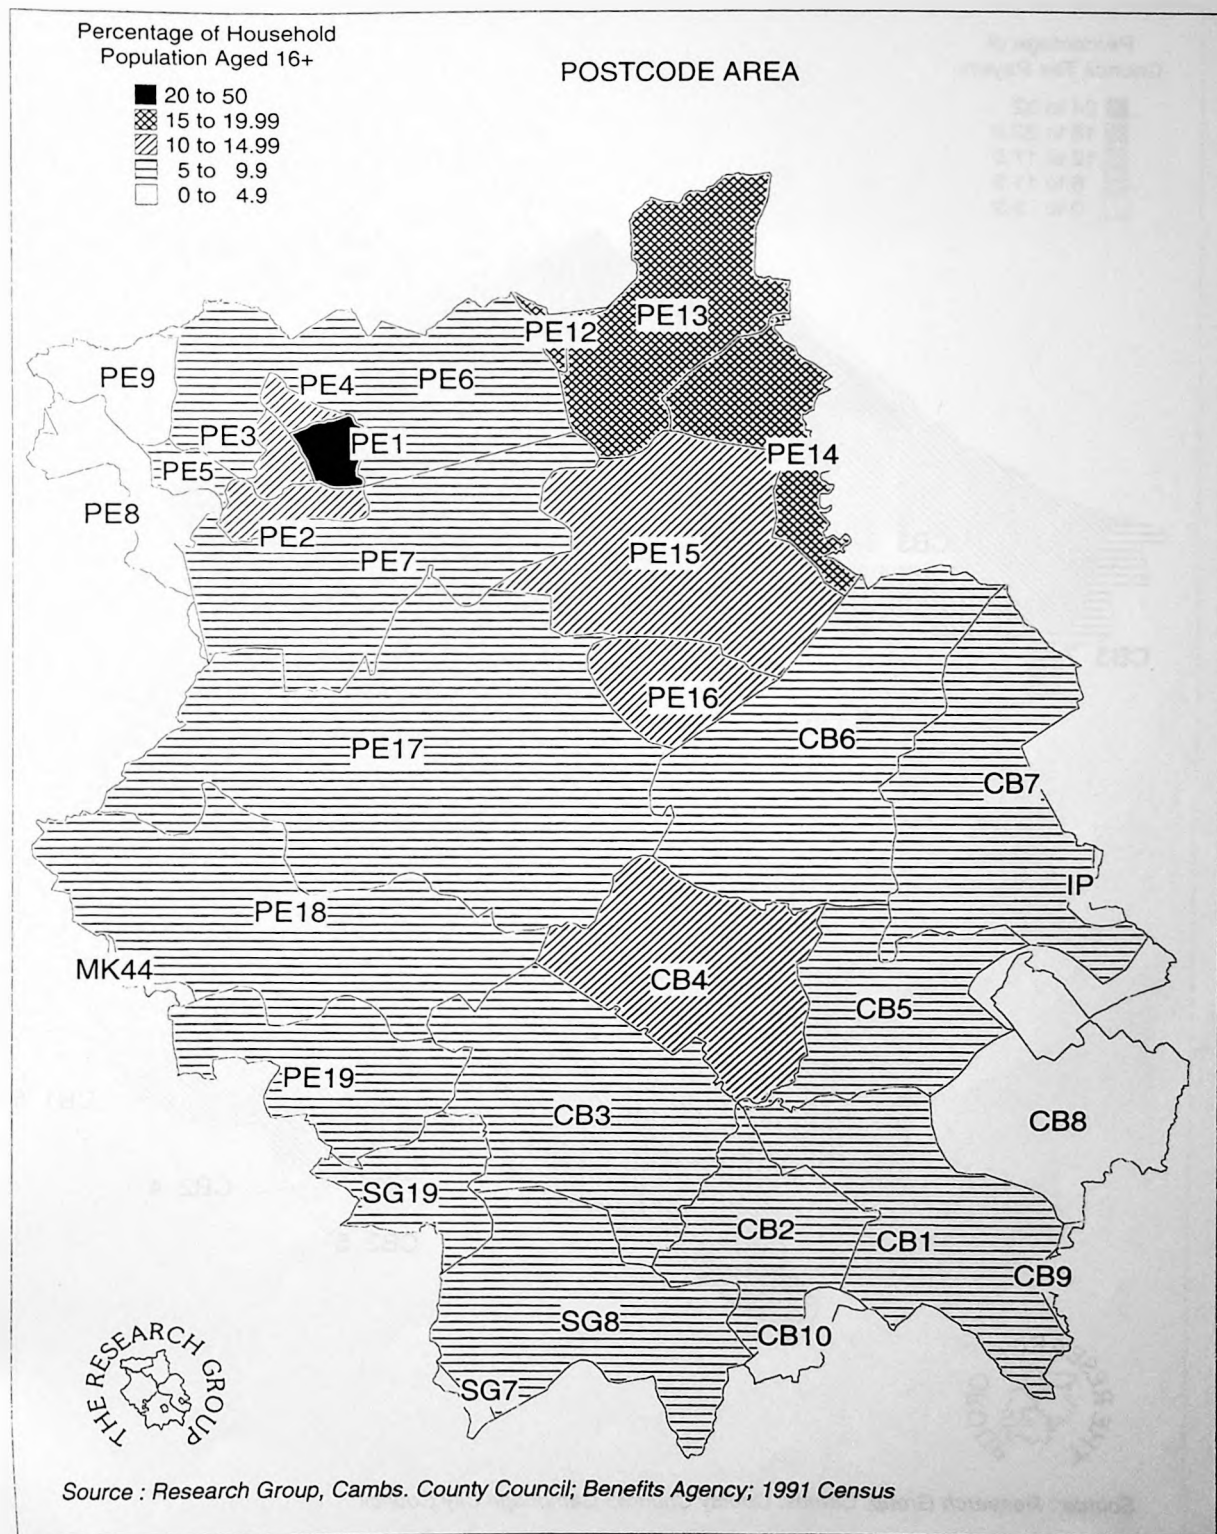 Percentage of Household
Population Aged 16+
20 to 50
15 to 19.99
10 to 14.99
5 to 9.9
0 to 4.9
POSTCODE AREA
PE12
PE13
PE9
PE4
PE6
PE3
PE1
PE14
PE5
PE8
PE2
PE7
PE15
PE16
PE17
CB6
CB7
IP
PE18
MK44
CB4
CB5
PE19
CB3
CB8
SG19
CB2
CB1
CB9
SG8
CB10
SG7
THE RESEARCH GROUP
Source : Research Group, Cambs. County Council; Benefits Agency; 1991 Census